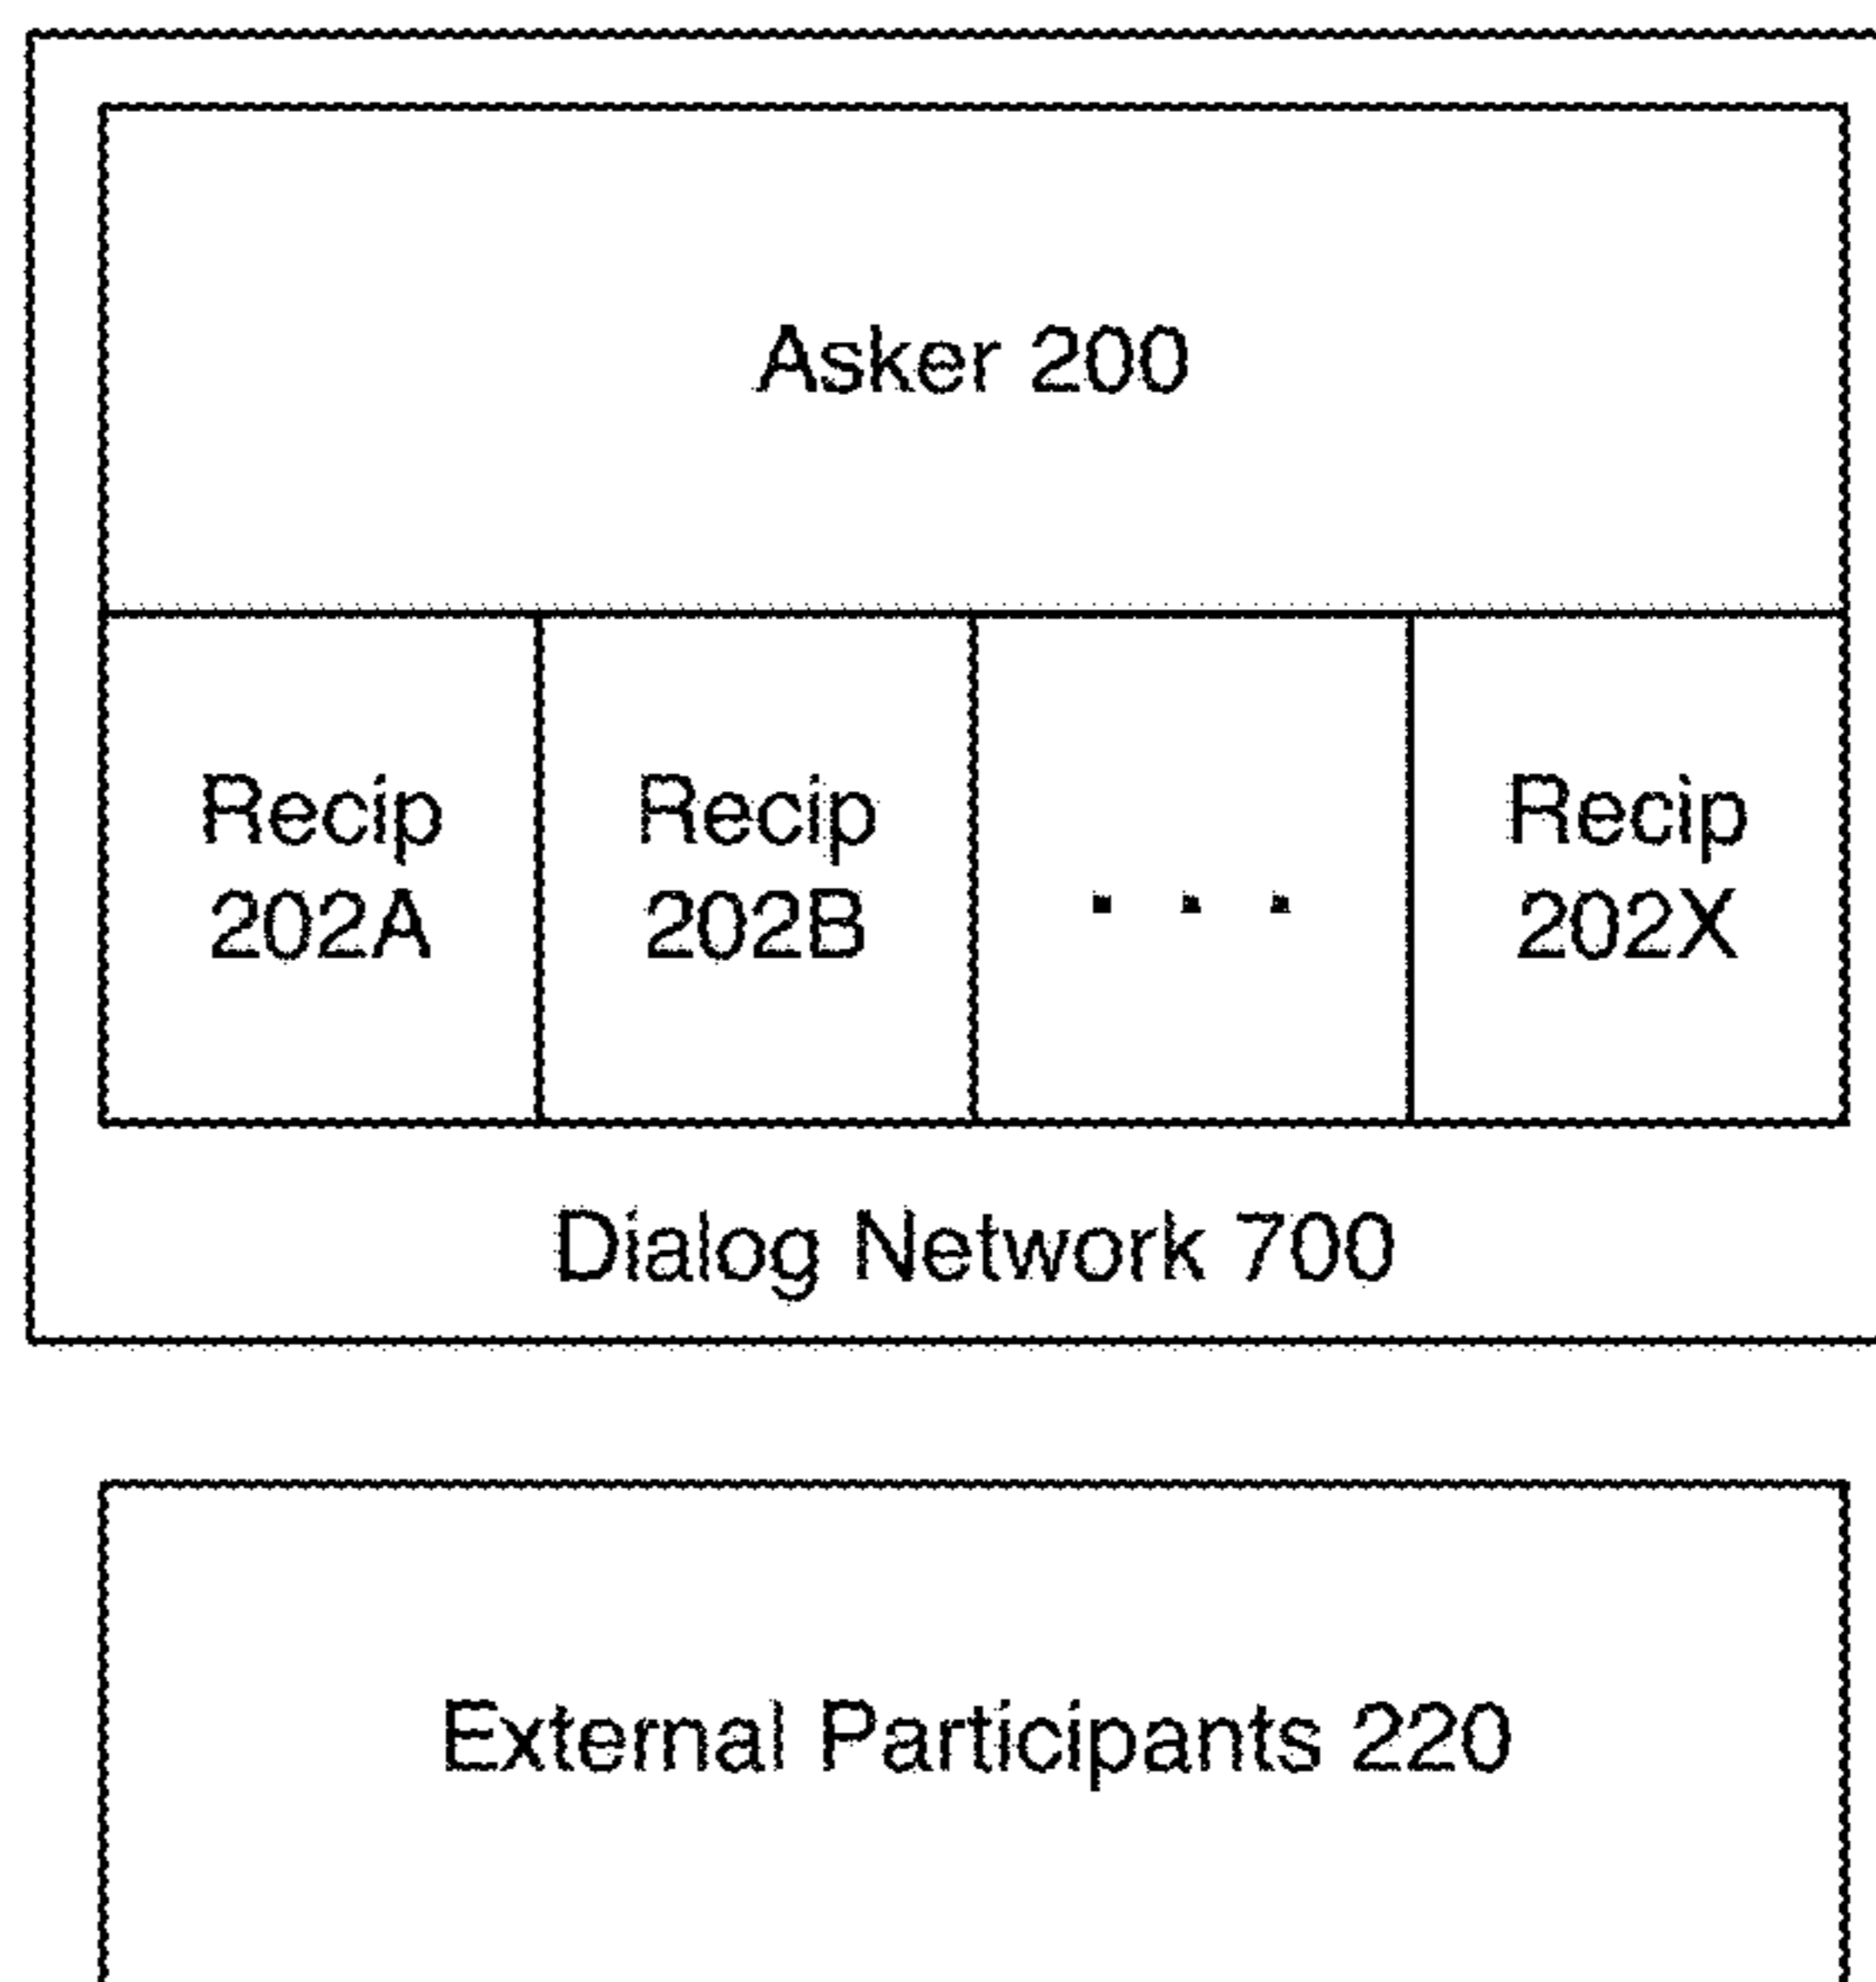 Asker 200
Recip
202A
Recip
202B
. . .
Recip
202X
Dialog Network 700
External Participants 220